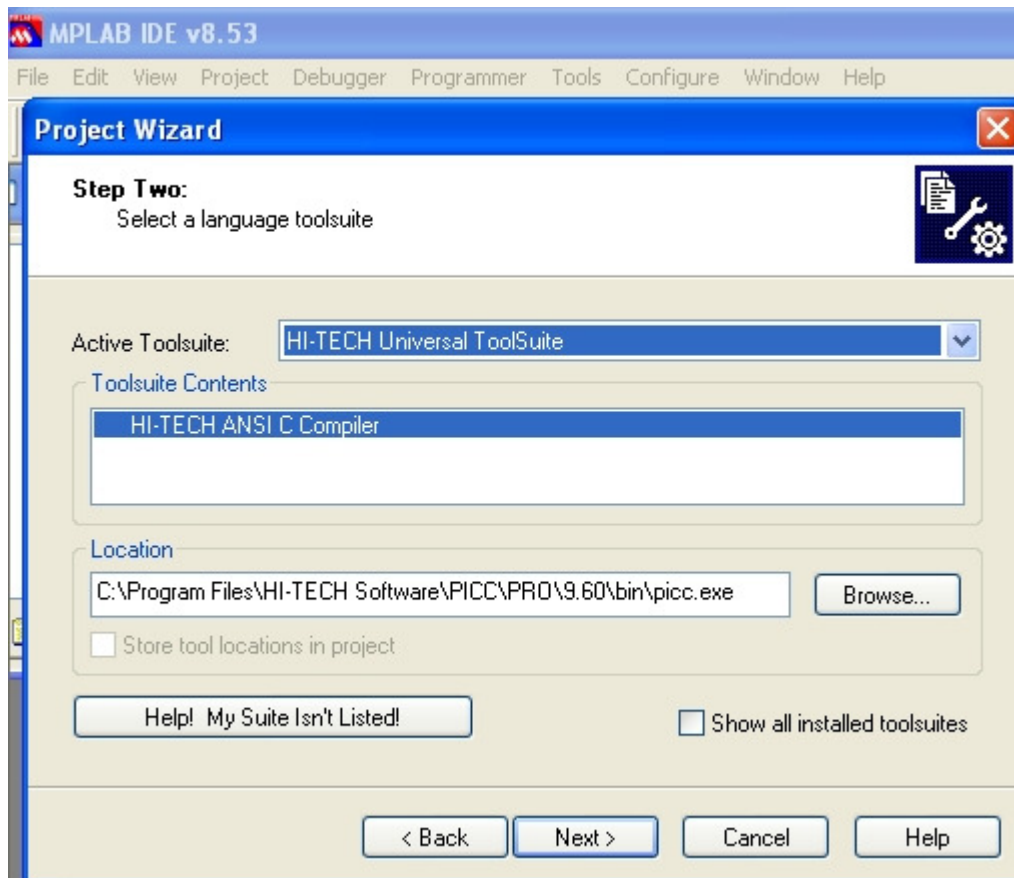 MPLAB IDE v8.53
File Edit View Project Debugger Programmer Tools Configure Window Help
Project Wizard
Step Two:
Select a language toolsuite
Active Toolsuite: HI-TECH Universal ToolSuite
Toolsuite Contents
HI-TECH ANSI C Compiler
Location
C:\Program Files\HI-TECH Software\PICC\PRO\9.60\bin\picc.exe Browse...
Store tool locations in project
Help! My Suite Isn't Listed! Show all installed toolsuites
< Back Next > Cancel Help